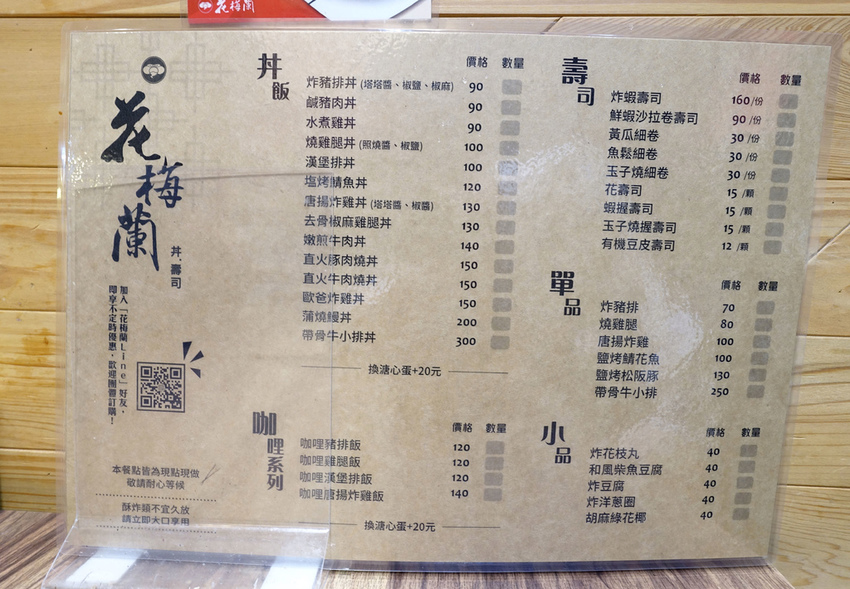 花梅蘭
花梅蘭
丼.壽司
加入「花梅蘭Line」好友，
即享不定時優惠，歡迎團體訂購！
本餐點皆為現點現做
敬請耐心等候
酥炸類不宜久放
請立即大口享用
丼飯 價格 數量
炸豬排丼 (塔塔醬、椒鹽、椒麻) 90
鹹豬肉丼 90
水煮雞丼 90
燒雞腿丼 (照燒醬、椒鹽) 100
漢堡排丼 100
塩烤鯖魚丼 120
唐揚炸雞丼 (塔塔醬、椒醬) 130
去骨椒麻雞腿丼 130
嫩煎牛肉丼 140
直火豚肉燒丼 150
直火牛肉燒丼 150
歐爸炸雞丼 150
蒲燒鰻丼 200
帶骨牛小排丼 300
換溏心蛋+20元
咖哩系列 價格 數量
咖哩豬排飯 120
咖哩雞腿飯 120
咖哩漢堡排飯 120
咖哩唐揚炸雞飯 140
換溏心蛋+20元
壽司 價格 數量
炸蝦壽司 160/份
鮮蝦沙拉卷壽司 90/份
黃瓜細卷 30/份
魚鬆細卷 30/份
玉子燒細卷 30/份
花壽司 15/顆
蝦握壽司 15/顆
玉子燒握壽司 15/顆
有機豆皮壽司 12/顆
單品 價格 數量
炸豬排 70
燒雞腿 80
唐揚炸雞 100
鹽烤鯖花魚 100
鹽烤松阪豚 130
帶骨牛小排 250
小品 價格 數量
炸花枝丸 40
和風柴魚豆腐 40
炸豆腐 40
炸洋蔥圈 40
胡麻綠花椰 40